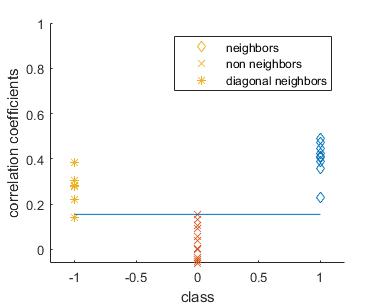 1
neighbors
non neighbors
diagonal neighbors
0.8
0.6
0.4
0.2
0
correlation coefficients
-1
-0.5
0
0.5
1
class